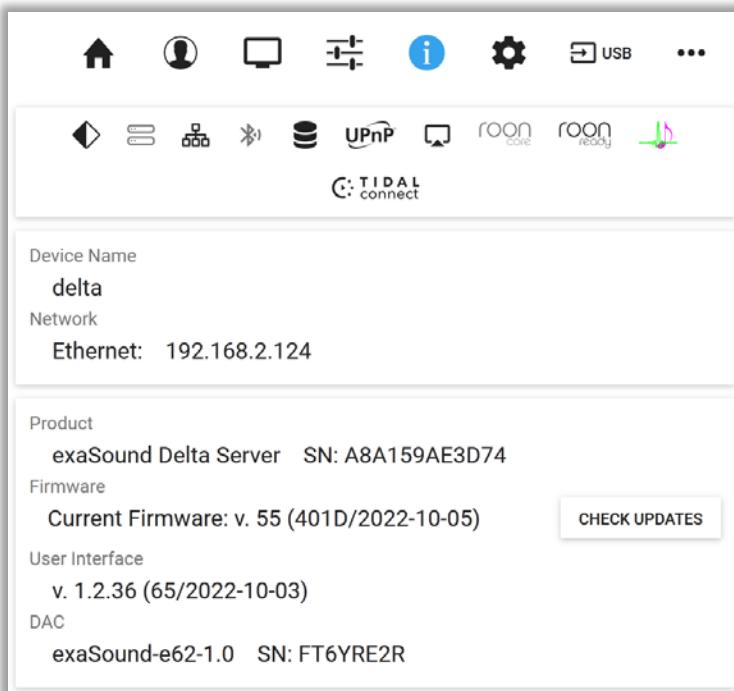 USB
UPnP roon core roon ready
TIDAL connect
Device Name
delta
Network
Ethernet: 192.168.2.124
Product
exaSound Delta Server SN: A8A159AE3D74
Firmware
Current Firmware: v. 55 (401D/2022-10-05) CHECK UPDATES
User Interface
v. 1.2.36 (65/2022-10-03)
DAC
exaSound-e62-1.0 SN: FT6YRE2R